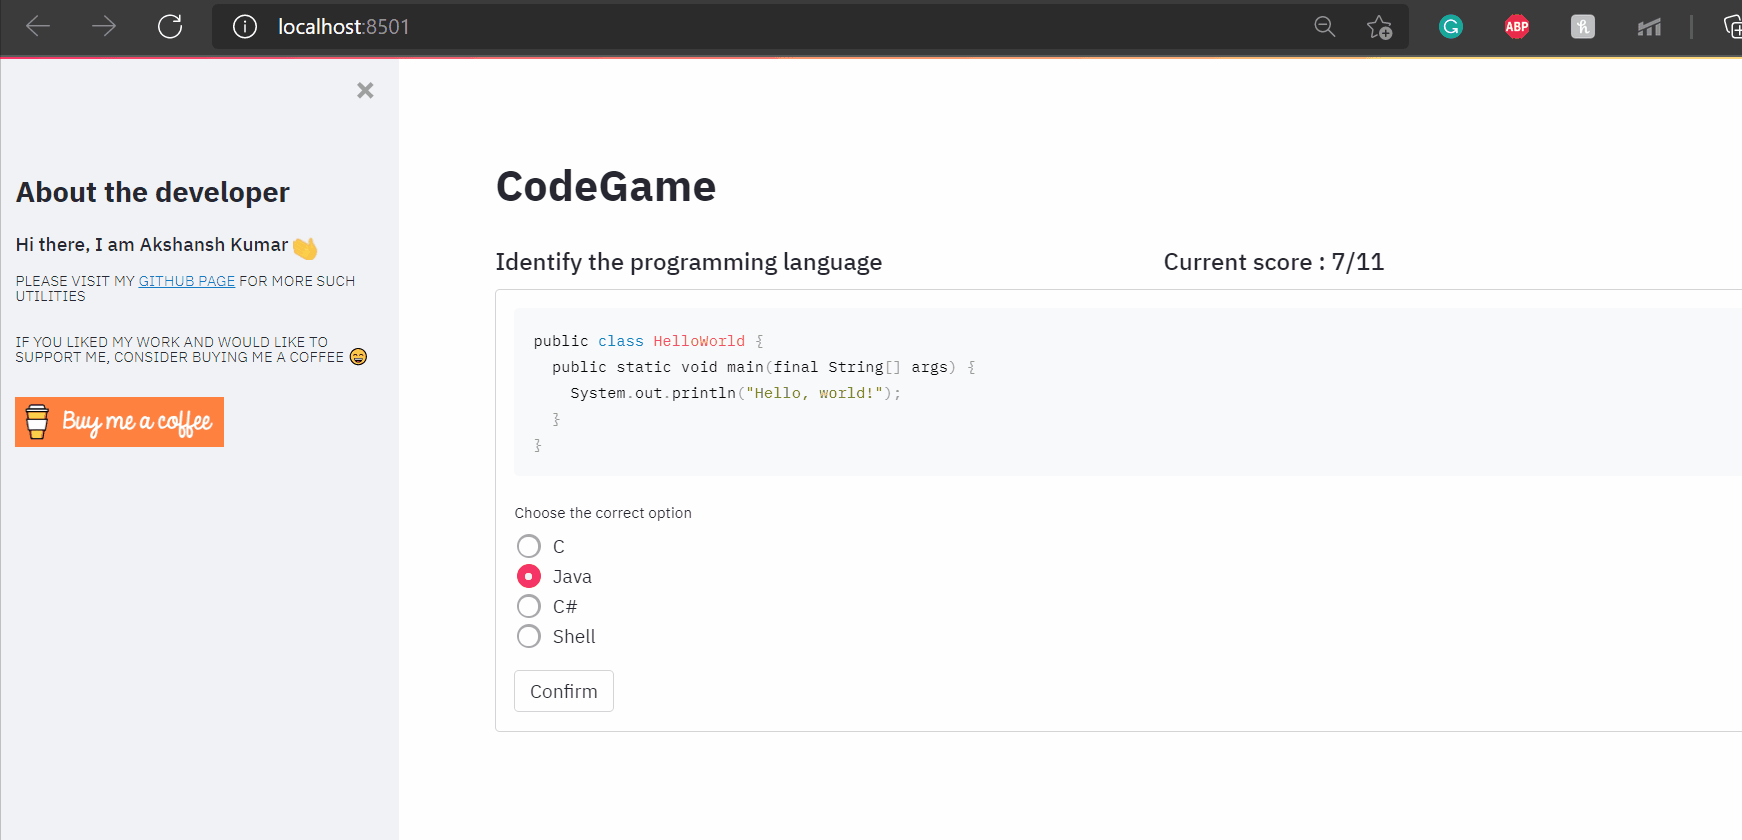 localhost:8501
ABP
About the developer
Hi there, I am Akshansh Kumar
PLEASE VISIT MY GITHUB PAGE FOR MORE SUCH
UTILITIES
IF YOU LIKED MY WORK AND WOULD LIKE TO
SUPPORT ME, CONSIDER BUYING ME A COFFEE
Buy me a coffee
CodeGame
Identify the programming language
Current score : 7/11
public class HelloWorld {
  public static void main(final String[] args) {
    System.out.println("Hello, world!");
  }
}
Choose the correct option
C
Java
C#
Shell
Confirm